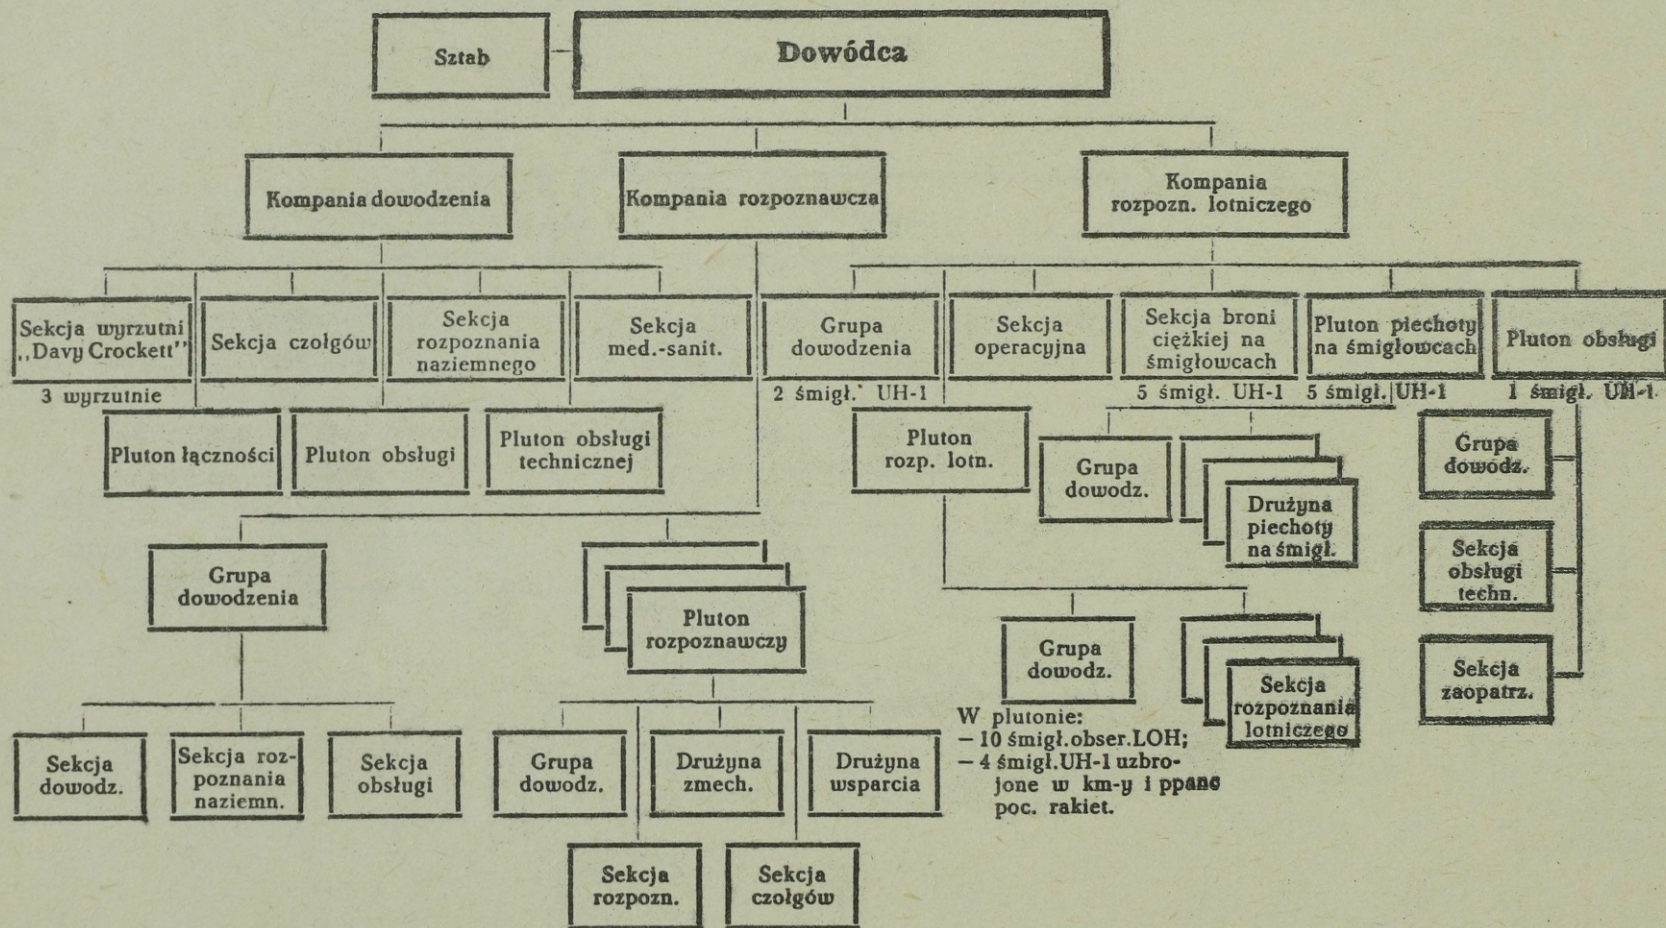 Sztab
Dowódca
Kompania dowodzenia
Kompania rozpoznawcza
Kompania
rozpozn. lotniczego
Sekcja wyrzutni
,,Davy Crockett''
3 wyrzutnie
Sekcja czołgów
Sekcja
rozpoznania
naziemnego
Sekcja
med.-sanit.
Grupa
dowodzenia
2 śmigł. UH-1
Sekcja
operacyjna
Sekcja broni
ciężkiej na
śmigłowcach
5 śmigł. UH-1
Pluton piechoty
na śmigłowcach
5 śmigł. UH-1
Pluton obsługi
1 śmigł. UH-1
Pluton łączności
Pluton obsługi
Pluton obsługi
technicznej
Pluton
rozp. lotn.
Grupa
dowodz.
Drużyna
piechoty
na śmigł.
Grupa
dowodz.
Sekcja
obsługi
techn.
Sekcja
zaopatrz.
Grupa
dowodzenia
Pluton
rozpoznawczy
Grupa
dowodz.
Sekcja
rozpoznania
lotniczego
W plutonie:
– 10 śmigł.obser.LOH;
– 4 śmigł.UH-1 uzbro-
jone w km-y i ppanc
poc. rakiet.
Sekcja
dowodz.
Sekcja roz-
poznania
naziemn.
Sekcja
obsługi
Grupa
dowodz.
Drużyna
zmech.
Drużyna
wsparcia
Sekcja
rozpozn.
Sekcja
czołgów